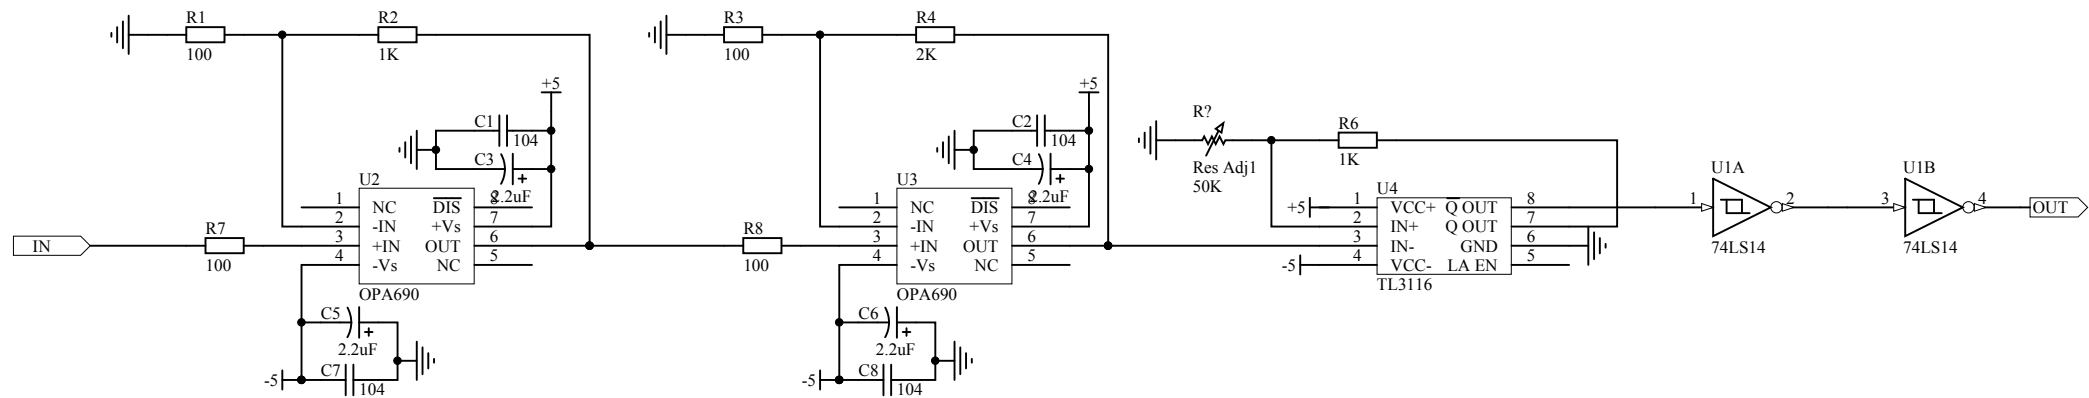 R1
100
R2
1K
R3
100
R4
2K
+5
C1
104
C3
2.2uF
+5
C2
104
C4
2.2uF
R?
Res Adj1
50K
R6
1K
U2
1 NC DIS 8
2 -IN +Vs 7
3 +IN OUT 6
4 -Vs NC 5
OPA690
IN
R7
100
C5
2.2uF
C7
104
-5
U3
1 NC DIS 8
2 -IN +Vs 7
3 +IN OUT 6
4 -Vs NC 5
OPA690
R8
100
C6
2.2uF
C8
104
-5
U4
+5 1 VCC+ Q OUT 8
2 IN+ Q OUT 7
3 IN- GND 6
-5 4 VCC- LA EN 5
TL3116
U1A
1 2
74LS14
U1B
3 4
74LS14
OUT